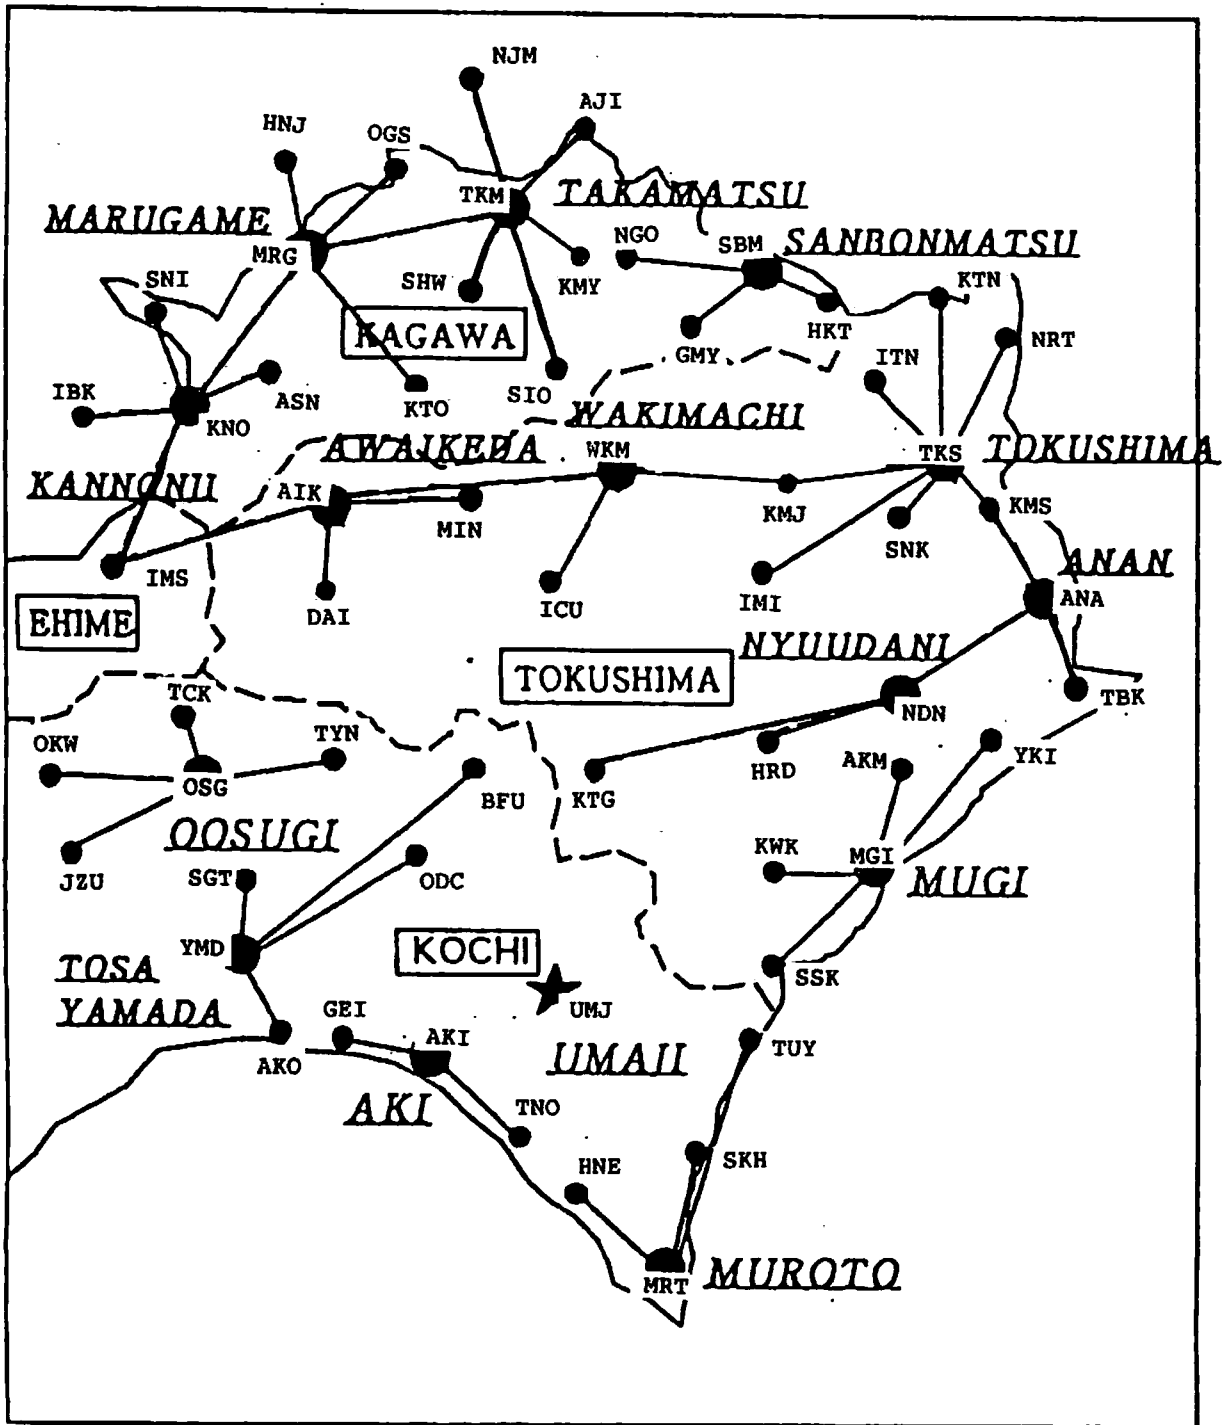 NJM
AJI
HNJ
OGS
TKM
TAKAMATSU
MARUGAME
MRG
NGO
SBM
SANBONMATSU
SNI
SHW
KMY
KTN
KAGAWA
HKT
GMY
ITN
NRT
IBK
ASN
KTO
SIO
KNO
WAKIMACHI
AWAIKEDA
WKM
TKS
TOKUSHIMA
KANNONJI
AIK
MIN
KMJ
KMS
SNK
ANAN
IMS
DAI
ICU
IMI
ANA
EHIME
NYUUDANI
TOKUSHIMA
TCK
TBK
NDN
OKW
TYN
OSG
BFU
KTG
HRD
AKM
YKI
OOSUGI
JZU
SGT
ODC
KWK
MGI
MUGI
YMD
KOCHI
TOSA
YAMADA
SSK
GEI
UMJ
AKI
AKO
UMAJI
TUY
AKI
TNO
HNE
SKH
MRT
MUROTO